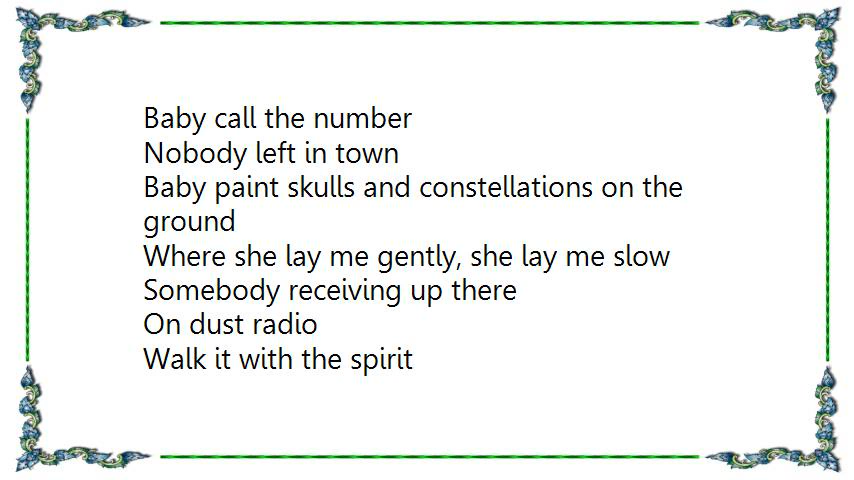 Baby call the number
Nobody left in town
Baby paint skulls and constellations on the
ground
Where she lay me gently, she lay me slow
Somebody receiving up there
On dust radio
Walk it with the spirit